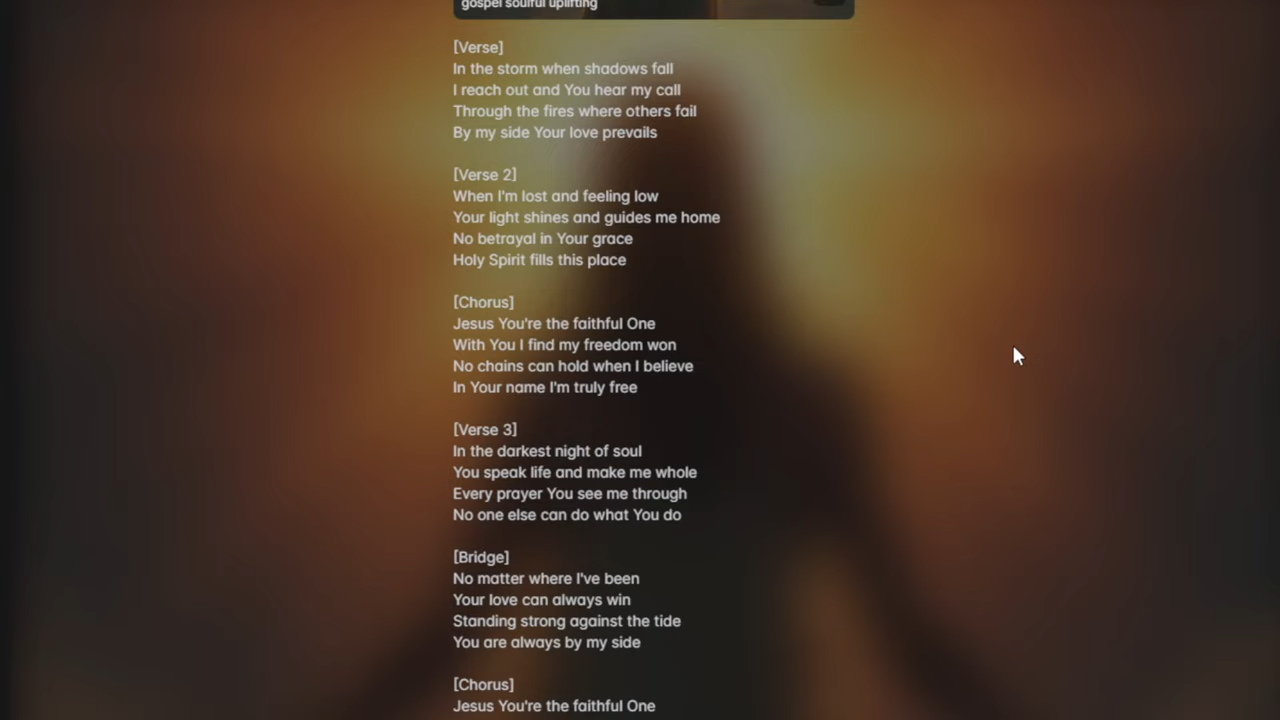 gospel soulful uplifting
[Verse]
In the storm when shadows fall
I reach out and You hear my call
Through the fires where others fail
By my side Your love prevails
[Verse 2]
When I'm lost and feeling low
Your light shines and guides me home
No betrayal in Your grace
Holy Spirit fills this place
[Chorus]
Jesus You're the faithful One
With You I find my freedom won
No chains can hold when I believe
In Your name I'm truly free
[Verse 3]
In the darkest night of soul
You speak life and make me whole
Every prayer You see me through
No one else can do what You do
[Bridge]
No matter where I've been
Your love can always win
Standing strong against the tide
You are always by my side
[Chorus]
Jesus You're the faithful One